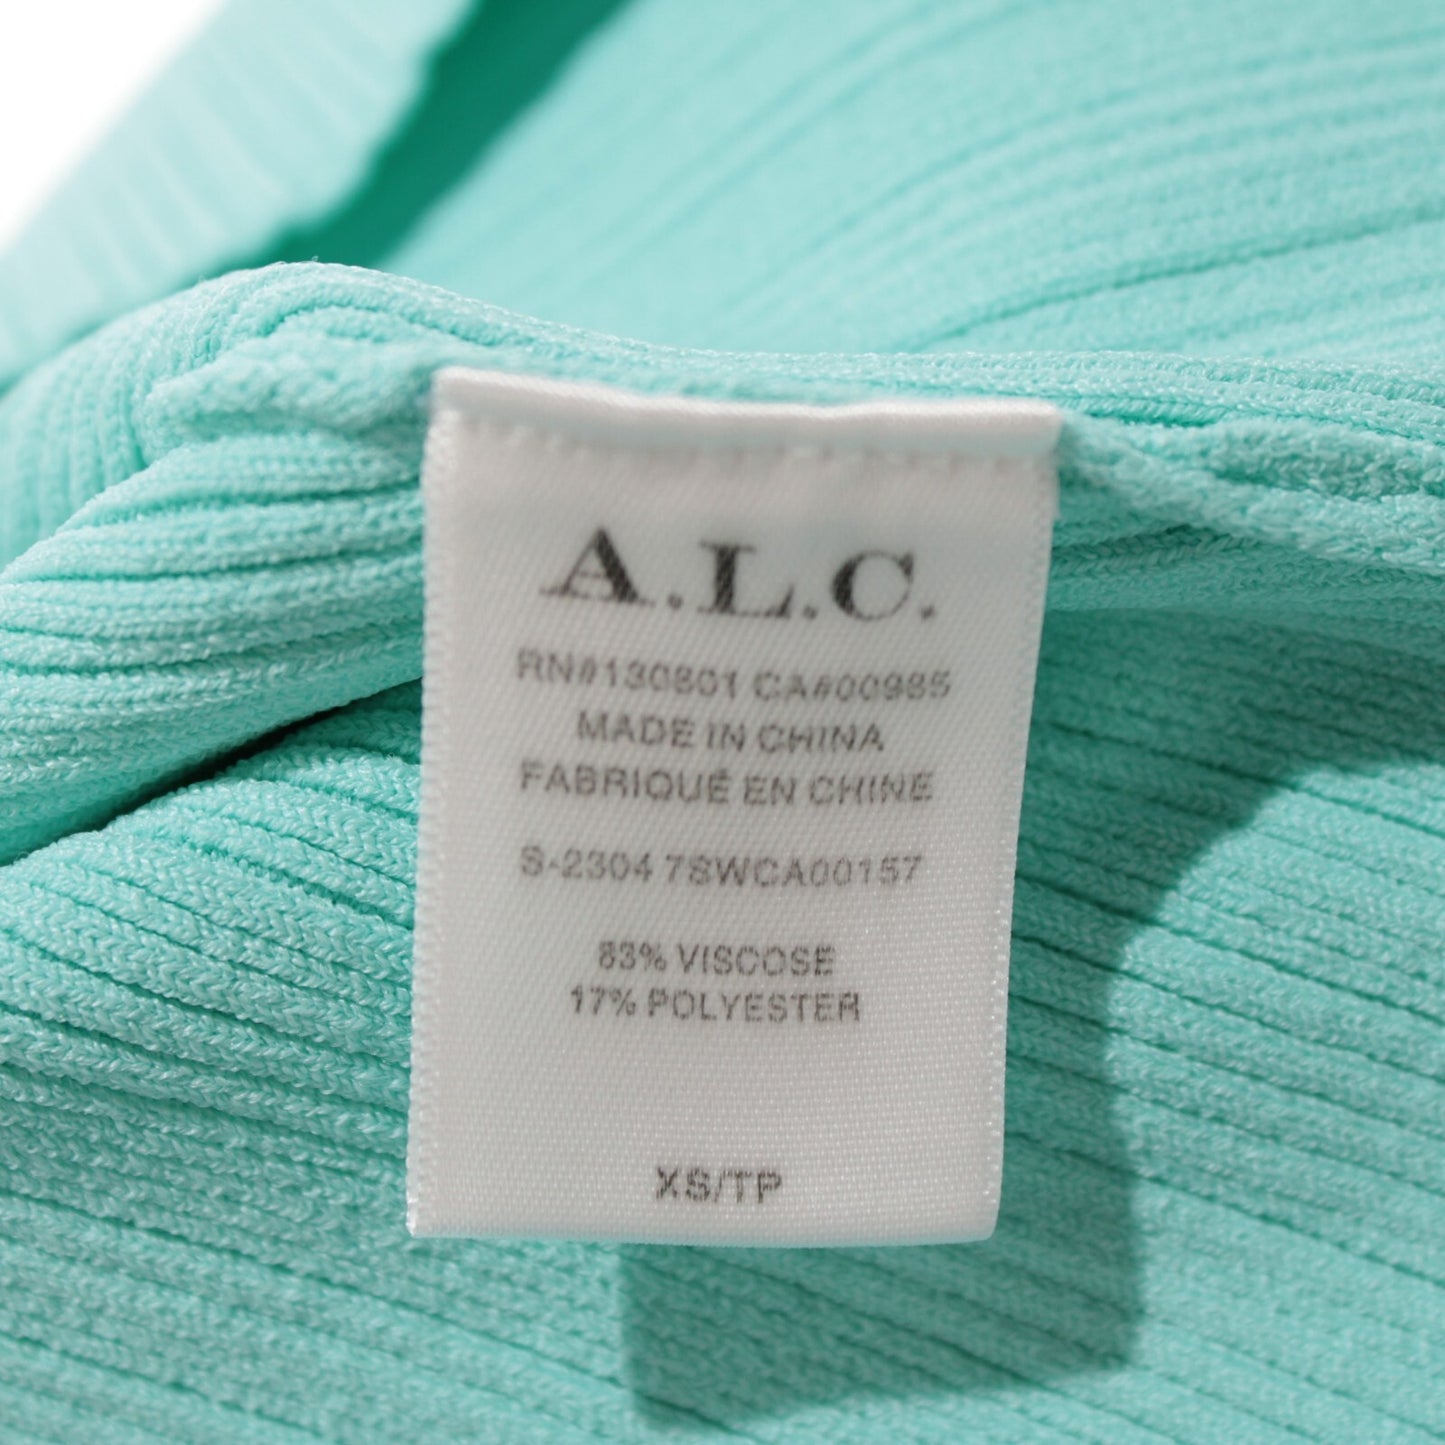 A.L.C.
RN#130801 CA#00985
MADE IN CHINA
FABRIQUÉ EN CHINE
S-2304 7SWCA00157
83% VISCOSE
17% POLYESTER
XS/TP